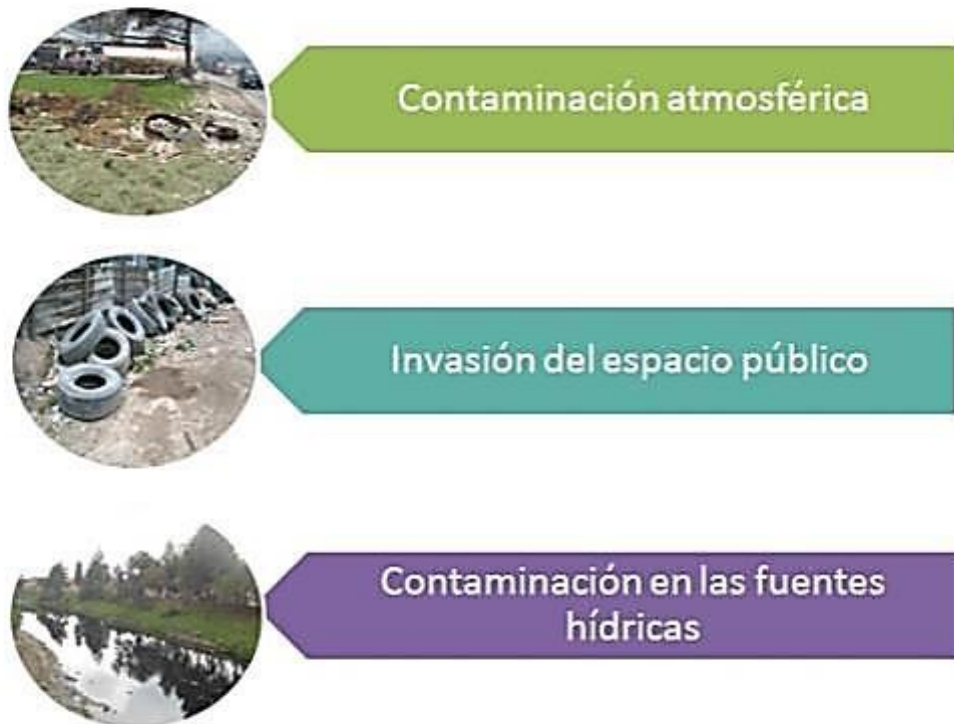 Contaminación atmosférica
Invasión del espacio público
Contaminación en las fuentes
hídricas